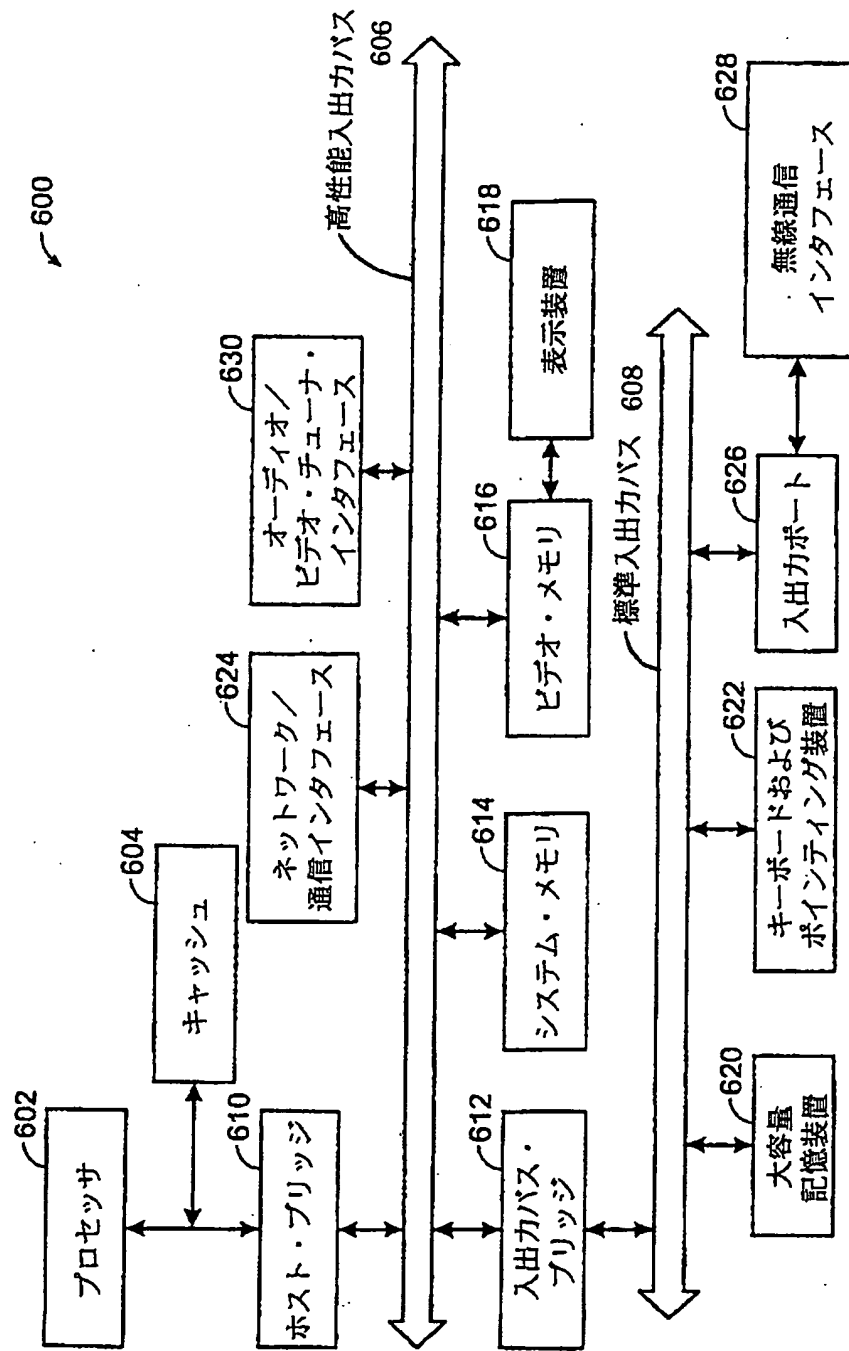 600
602
プロセッサ
604
キャッシュ
610
ホスト・ブリッジ
624
ネットワーク/
通信インタフェース
630
オーディオ/
ビデオ・チューナ・
インタフェース
高性能入出力バス
606
612
入出力バス・
ブリッジ
614
システム・メモリ
616
ビデオ・メモリ
618
表示装置
標準入出力バス 608
620
大容量
記憶装置
622
キーボードおよび
ポインティング装置
626
入出力ポート
628
無線通信
インタフェース